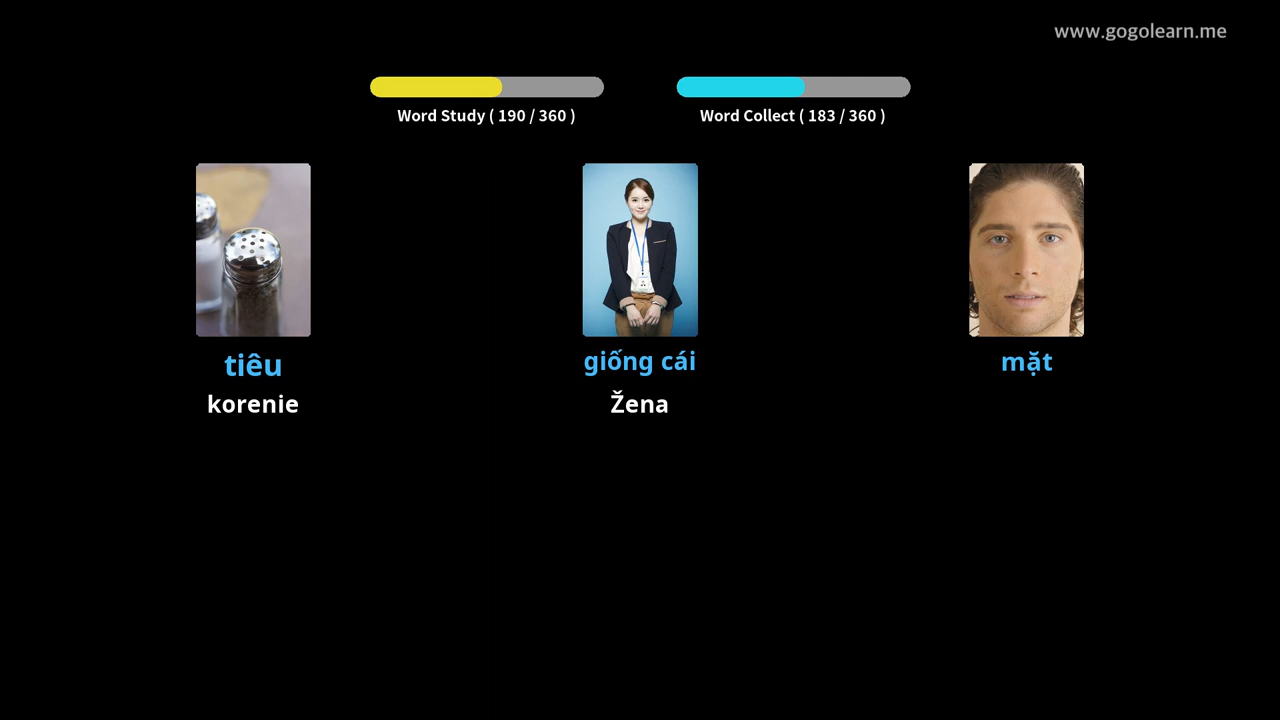 www.gogolearn.me
Word Study ( 190 / 360 )
Word Collect ( 183 / 360 )
tiêu
giống cái
mặt
korenie
Žena